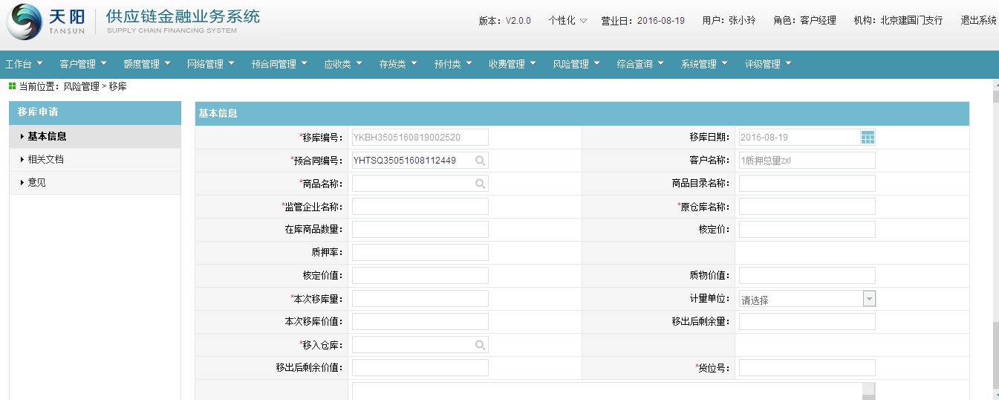 天阳
TANSUN
供应链金融业务系统
SUPPLY CHAIN FINANCING SYSTEM
版本：V2.0.0 个性化 营业日：2016-08-19 用户：张小玲 角色：客户经理 机构：北京建国门支行 退出系统
工作台 客户管理 额度管理 网络管理 预合同管理 应收类 存货类 预付类 收费管理 风险管理 综合查询 系统管理 评级管理
当前位置：风险管理 > 移库
移库申请
基本信息
相关文档
意见
基本信息
*移库编号： YKBH3505160819002520 移库日期： 2016-08-19
*预合同编号： YHTSQ35051608112449 客户名称： 1质押总量zxl
*商品名称： 商品目录名称：
*监管企业名称： *原仓库名称：
在库商品数量： 核定价：
质押率：
核定价值： 质物价值：
*本次移库量： 计量单位： 请选择
本次移库价值： 移出后剩余量：
*移入仓库：
移出后剩余价值： *货位号：